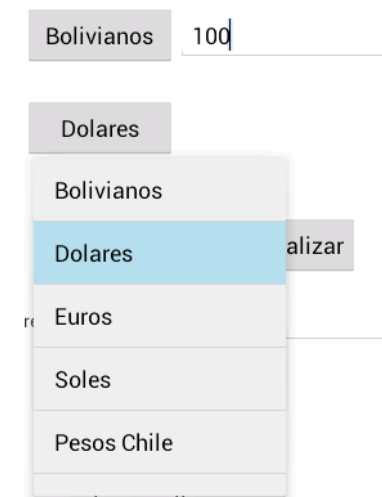 Bolivianos 100
Dolares
Bolivianos
Dolares
alizar
Euros
Soles
Pesos Chile